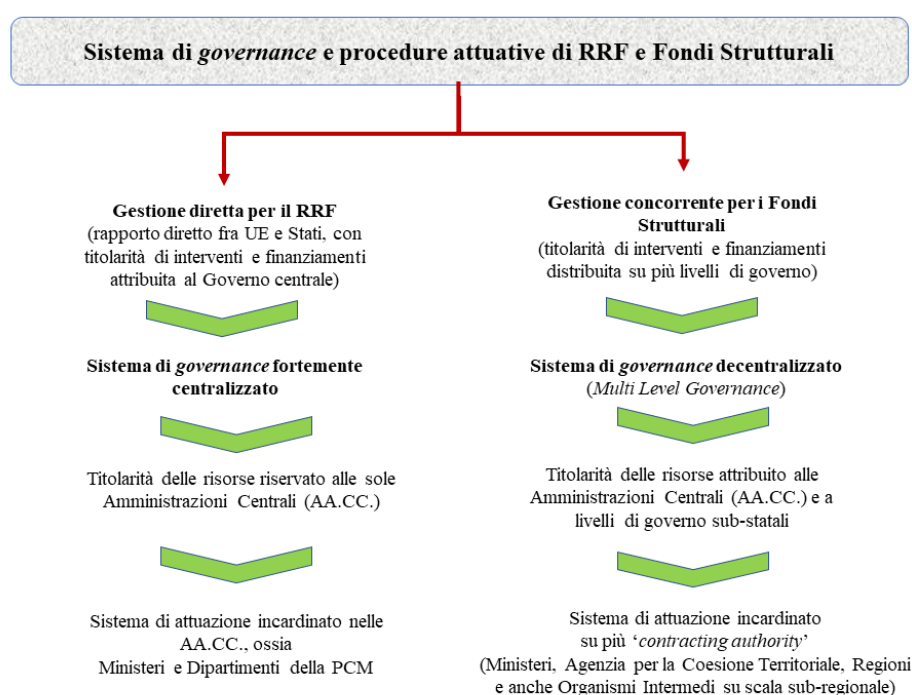 Sistema di governance e procedure attuative di RRF e Fondi Strutturali
Gestione diretta per il RRF
(rapporto diretto fra UE e Stati, con
titolarità di interventi e finanziamenti
attribuita al Governo centrale)
Sistema di governance fortemente
centralizzato
Titolarità delle risorse riservato alle sole
Amministrazioni Centrali (AA.CC.)
Sistema di attuazione incardinato nelle
AA.CC., ossia
Ministeri e Dipartimenti della PCM
Gestione concorrente per i Fondi
Strutturali
(titolarità di interventi e finanziamenti
distribuita su più livelli di governo)
Sistema di governance decentralizzato
(Multi Level Governance)
Titolarità delle risorse attribuito alle
Amministrazioni Centrali (AA.CC.) e a
livelli di governo sub-statali
Sistema di attuazione incardinato
su più ‘contracting authority’
(Ministeri, Agenzia per la Coesione Territoriale, Regioni
e anche Organismi Intermedi su scala sub-regionale)